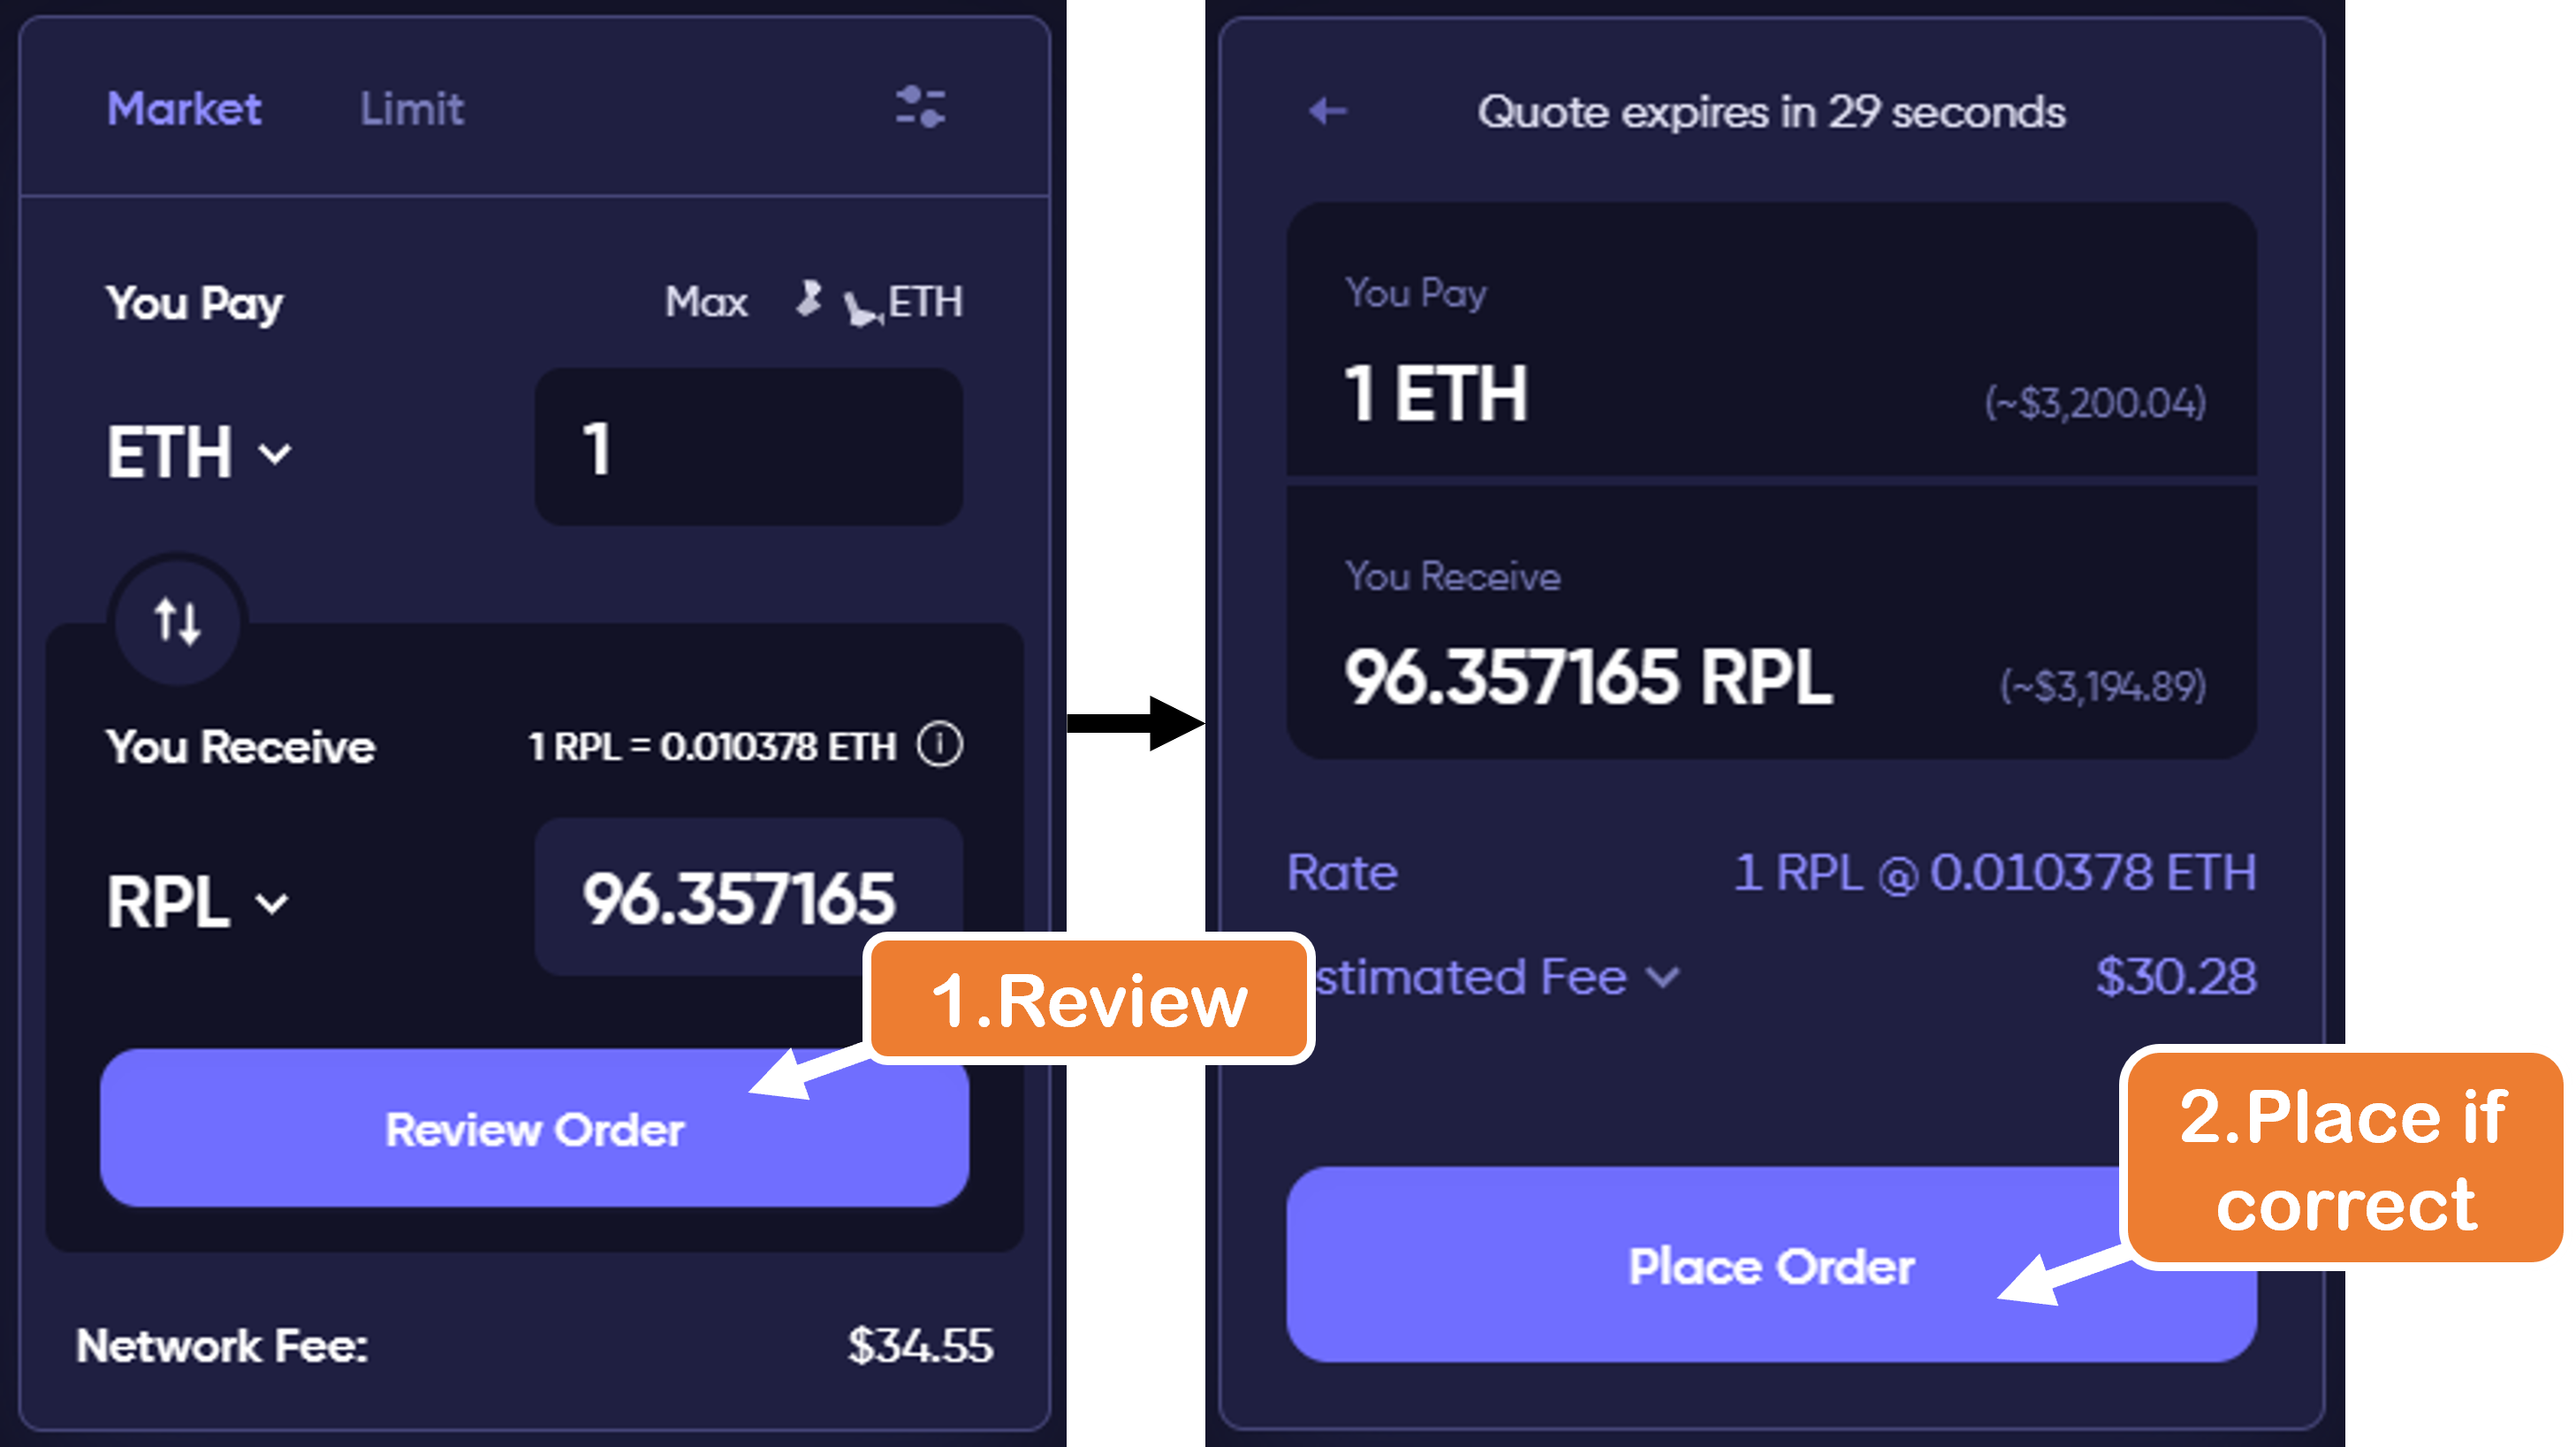 Market Limit
You Pay Max ETH
ETH 1
You Receive 1 RPL = 0.010378 ETH
RPL 96.357165
1.Review
Review Order
Network Fee: $34.55
Quote expires in 29 seconds
You Pay
1 ETH (~$3,200.04)
You Receive
96.357165 RPL (~$3,194.89)
Rate 1 RPL @ 0.010378 ETH
stimated Fee $30.28
2.Place if
correct
Place Order